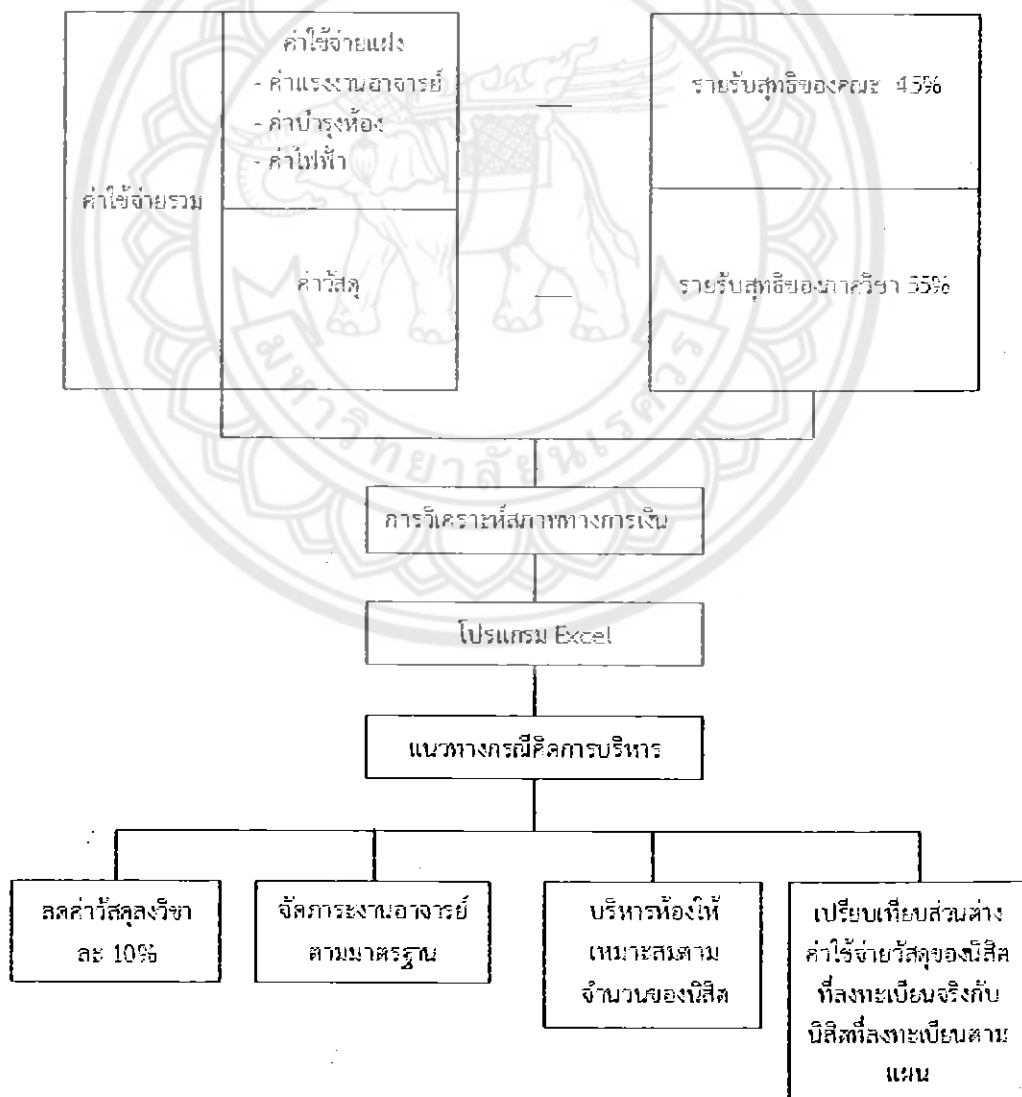 ค่าใช้จ่ายรวม
ค่าใช้จ่ายแฝง
- ค่าแรงงานอาจารย์
- ค่าบำรุงห้อง
- ค่าไฟฟ้า
ค่าวัสดุ
รายรับสุทธิของคณะ 45%
รายรับสุทธิของภาควิชา 55%
มหาวิทยาลัยนเรศวร
การวิเคราะห์สภาพทางการเงิน
โปรแกรม Excel
แนวทางกรณีคิดการบริหาร
ลดค่าวัสดุลงวิชา
ละ 10%
จัดภาระงานอาจารย์
ตามมาตรฐาน
บริหารห้องให้
เหมาะสมตาม
จำนวนของนิสิต
เปรียบเทียบส่วนต่าง
ค่าใช้จ่ายวัสดุของนิสิต
ที่ลงทะเบียนจริงกับ
นิสิตที่ลงทะเบียนตาม
แผน